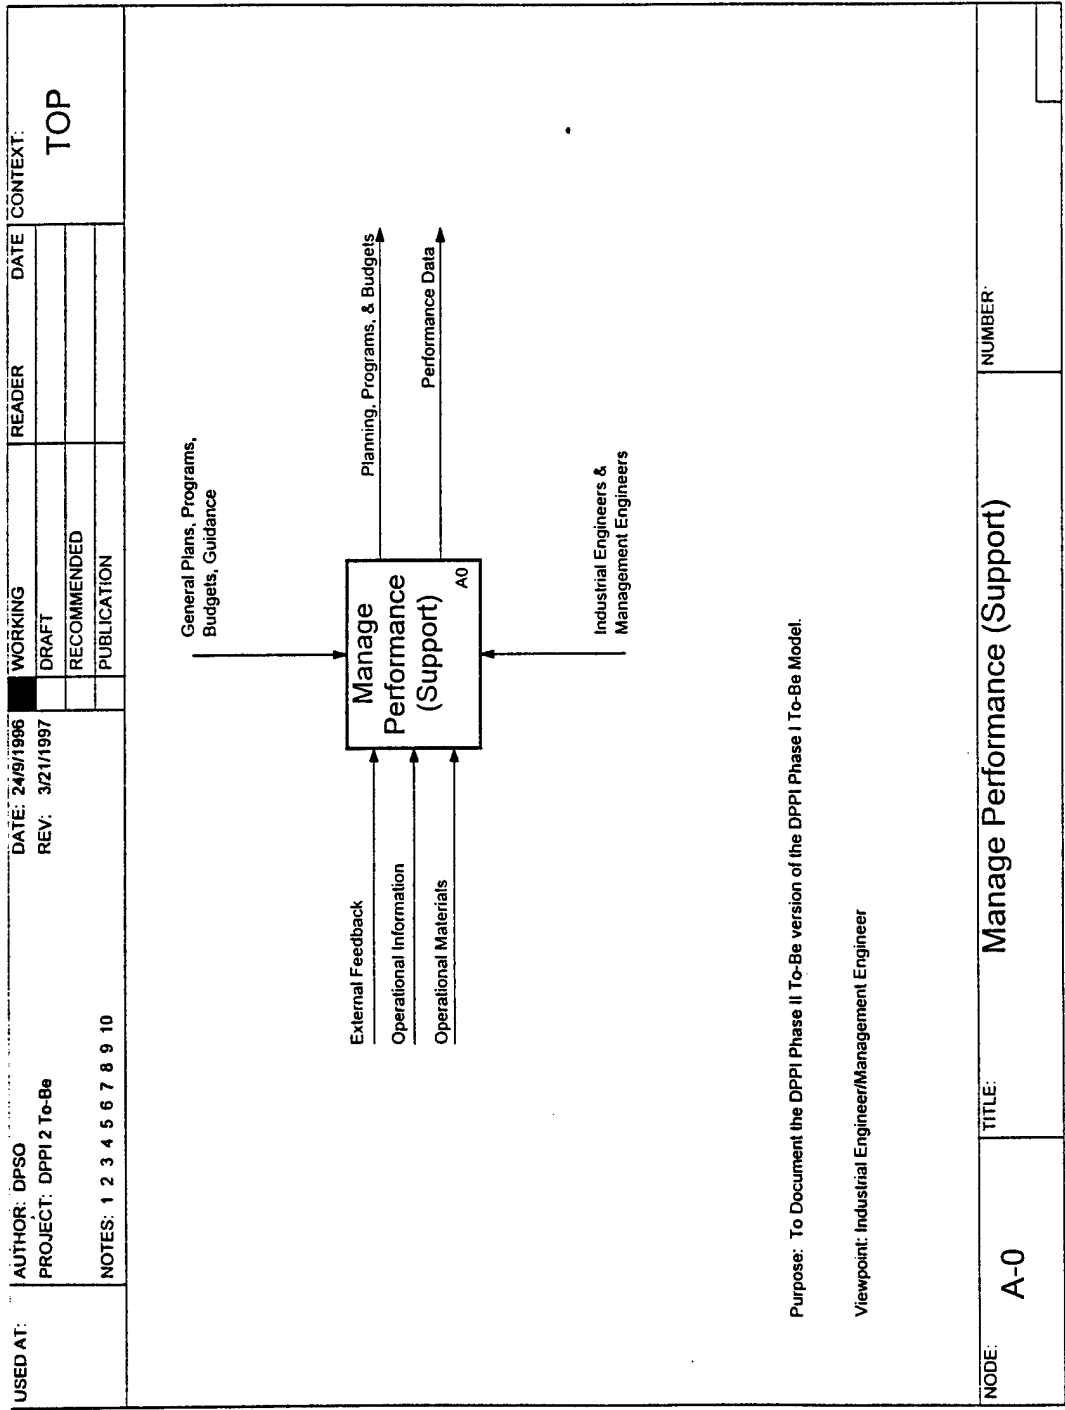 USED AT:
AUTHOR: DPSO
PROJECT: DPPI 2 To-Be
NOTES: 1 2 3 4 5 6 7 8 9 10
DATE: 24/9/1996
REV: 3/21/1997
WORKING
DRAFT
RECOMMENDED
PUBLICATION
READER
DATE
CONTEXT:
TOP
General Plans, Programs,
Budgets, Guidance
External Feedback
Operational Information
Operational Materials
Manage
Performance
(Support)
A0
Planning, Programs, & Budgets
Performance Data
Industrial Engineers &
Management Engineers
Purpose: To Document the DPPI Phase II To-Be version of the DPPI Phase I To-Be Model.
Viewpoint: Industrial Engineer/Management Engineer
NODE:
A-0
TITLE:
Manage Performance (Support)
NUMBER: